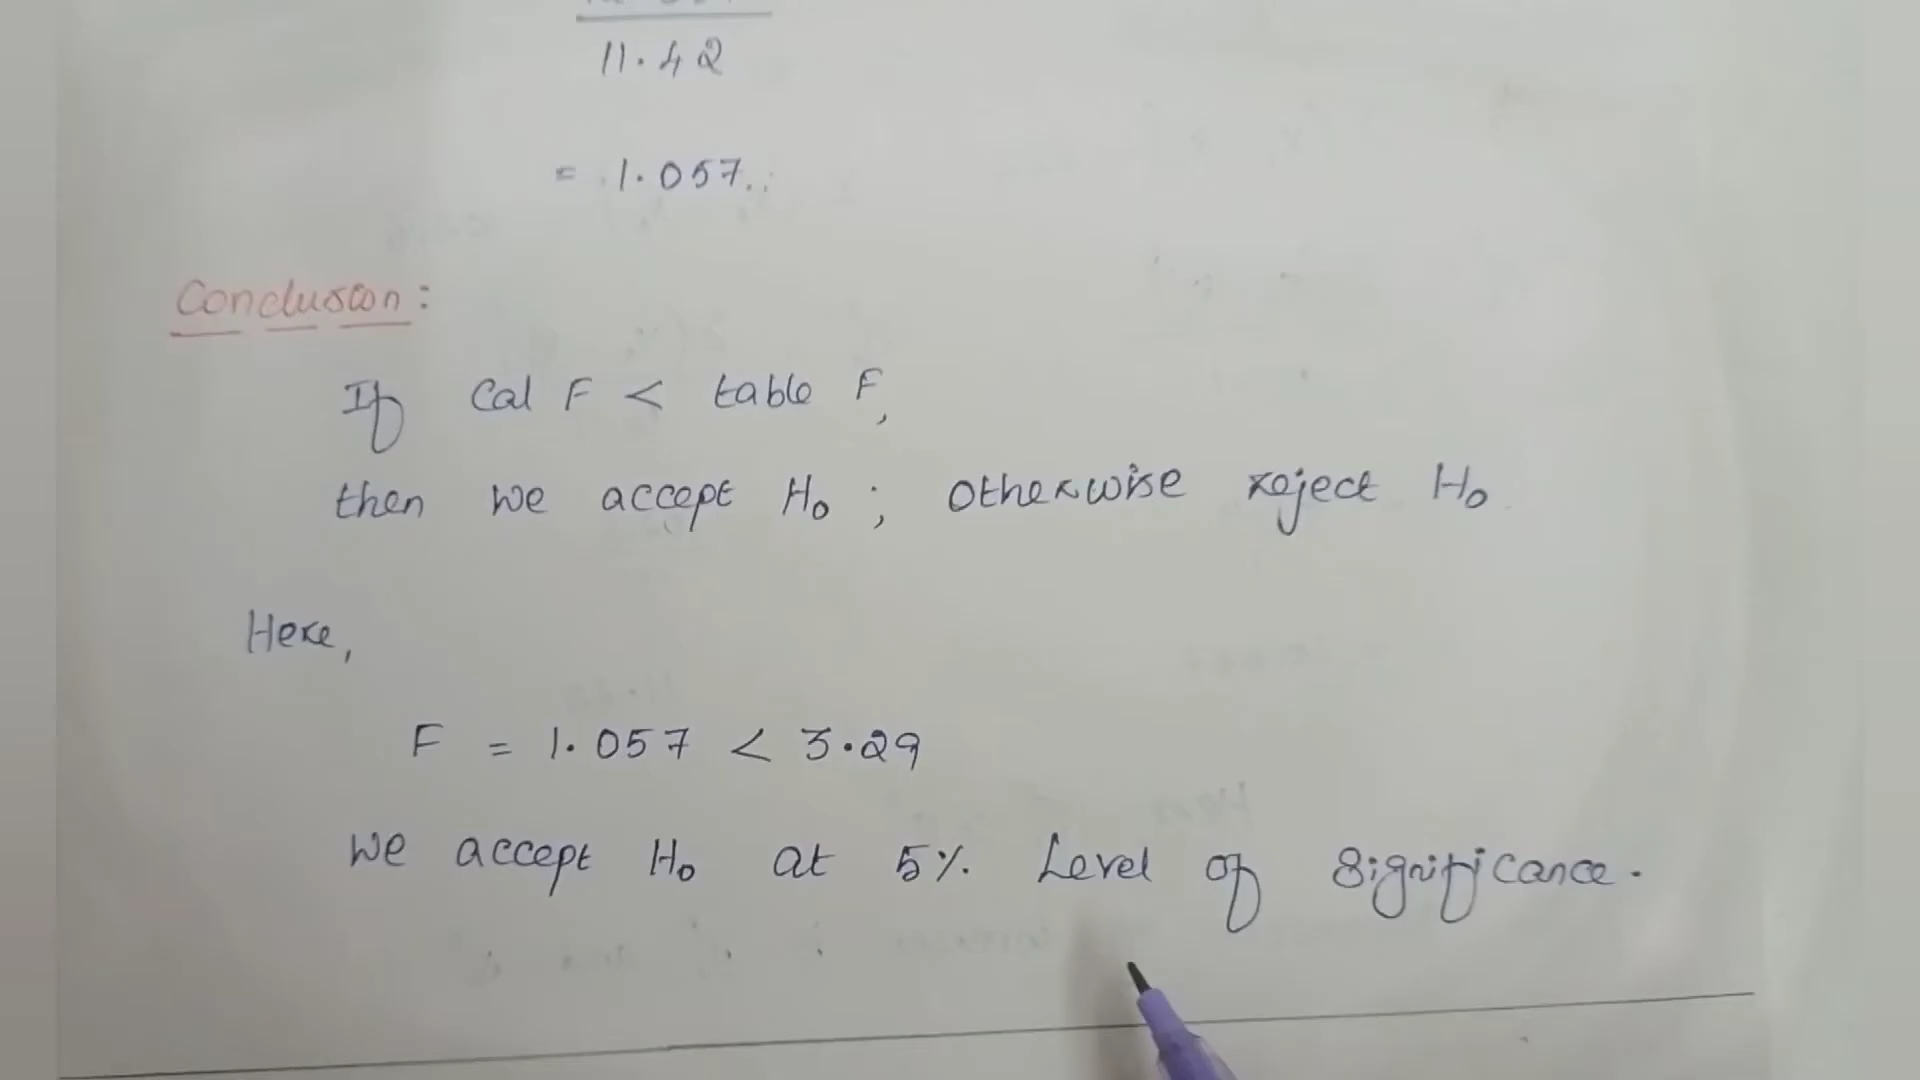 11.42
= 1.057
Conclusion:
If Cal F < table F,
then we accept H₀ ; otherwise reject H₀
Here,
F = 1.057 < 3.29
we accept H₀ at 5% Level of Significance.